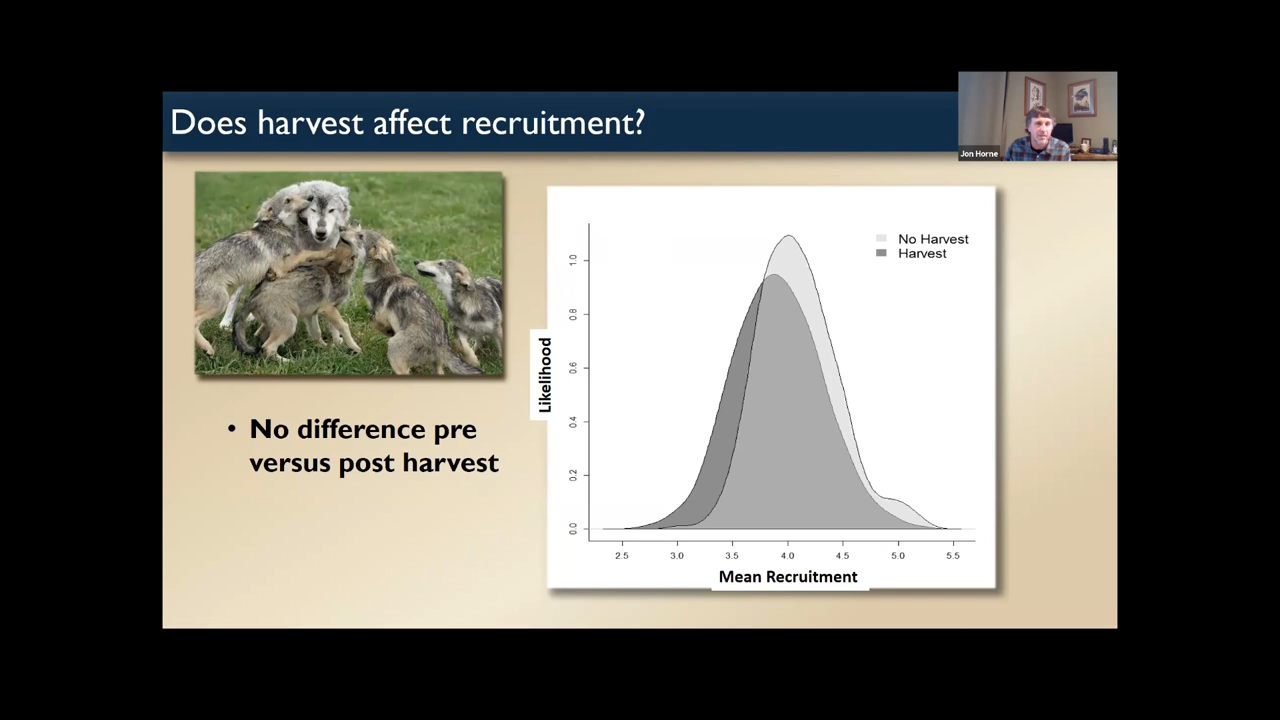 Does harvest affect recruitment?
Jon Horne
• No difference pre
versus post harvest
No Harvest
Harvest
Likelihood
1.0
0.8
0.6
0.4
0.2
0.0
2.5 3.0 3.5 4.0 4.5 5.0 5.5
Mean Recruitment